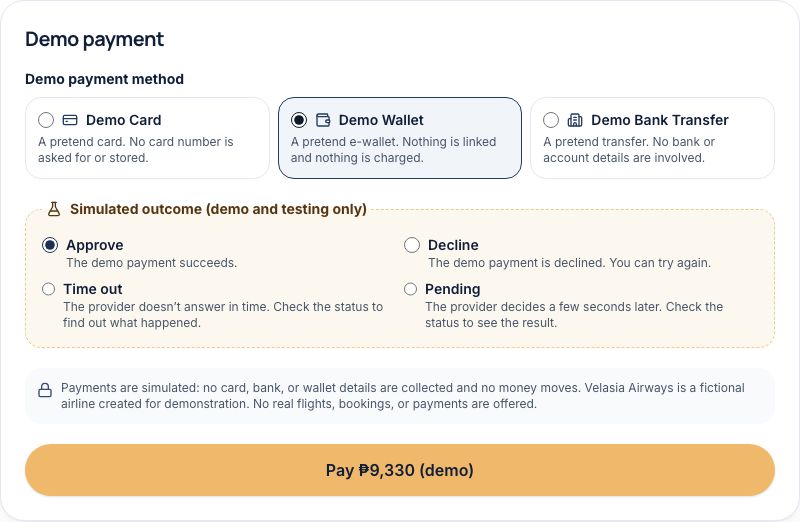 Demo payment
Demo payment method
Demo Card
A pretend card. No card number is
asked for or stored.
Demo Wallet
A pretend e-wallet. Nothing is linked
and nothing is charged.
Demo Bank Transfer
A pretend transfer. No bank or
account details are involved.
Simulated outcome (demo and testing only)
Approve
The demo payment succeeds.
Decline
The demo payment is declined. You can try again.
Time out
The provider doesn’t answer in time. Check the status to
find out what happened.
Pending
The provider decides a few seconds later. Check the
status to see the result.
Payments are simulated: no card, bank, or wallet details are collected and no money moves. Velasia Airways is a fictional
airline created for demonstration. No real flights, bookings, or payments are offered.
Pay ₱9,330 (demo)